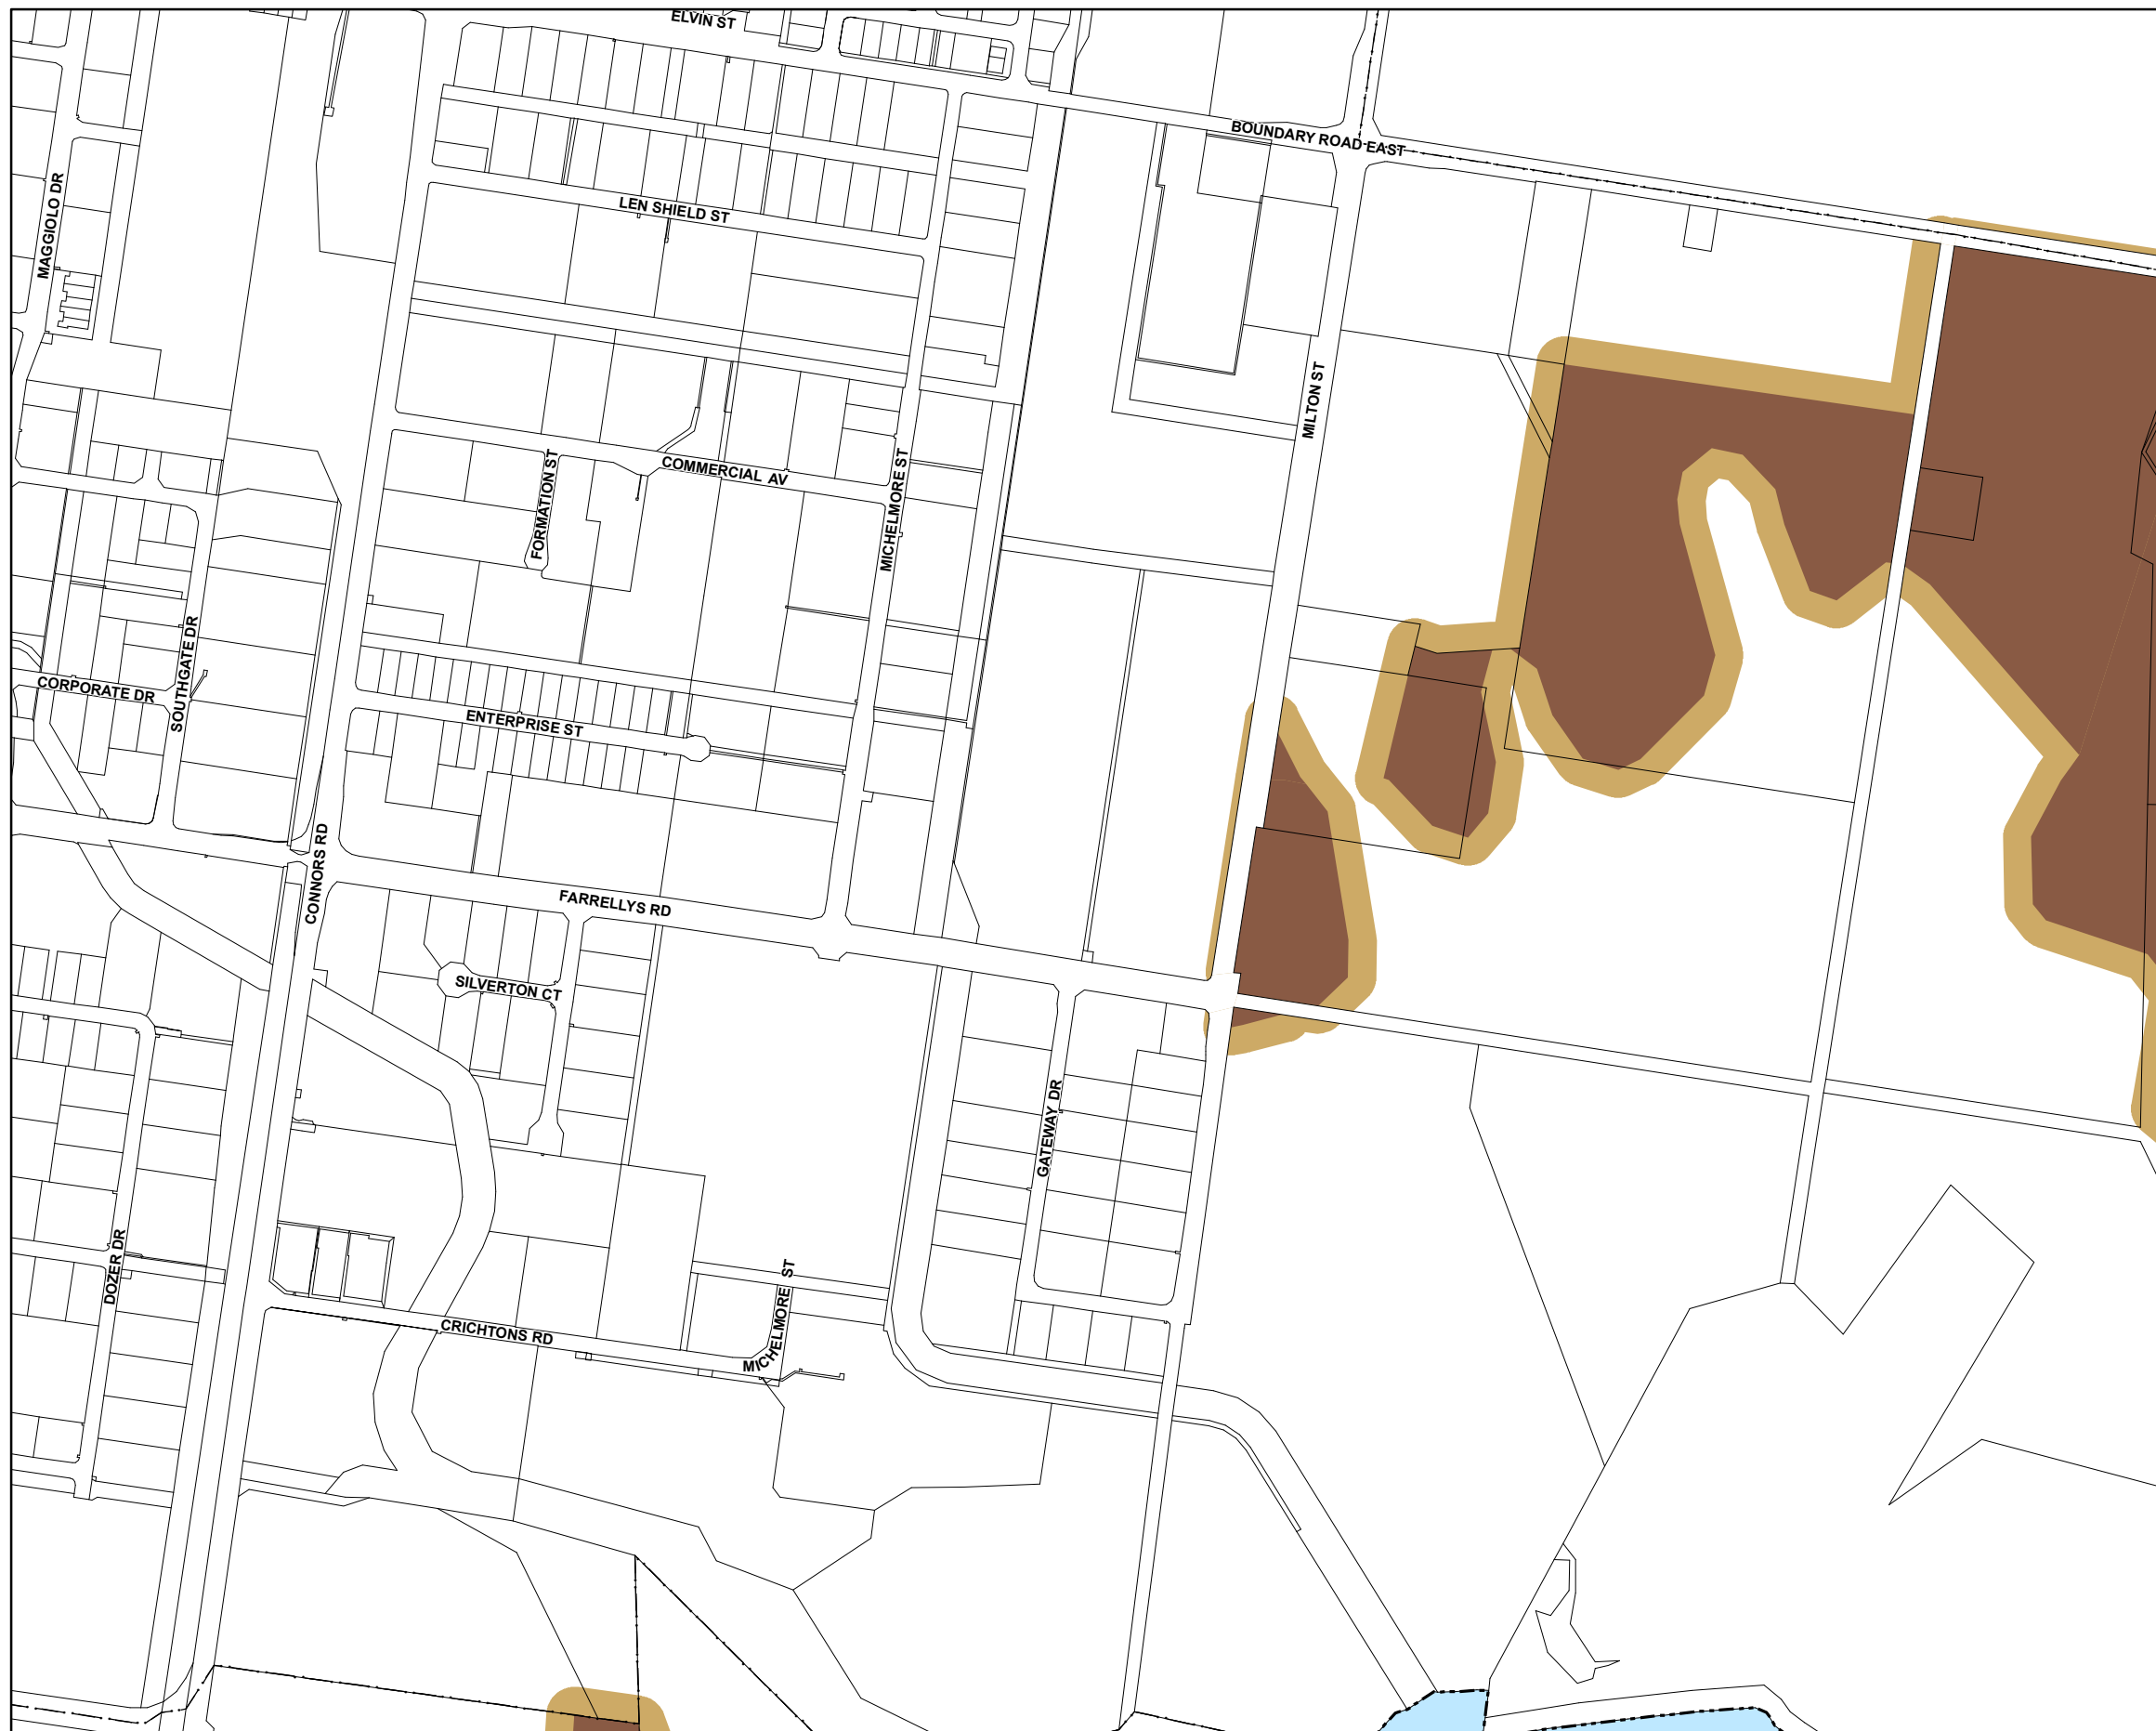 ELVIN ST
BOUNDARY ROAD EAST
MAGGIOLO DR
LEN SHIELD ST
MILTON ST
COMMERCIAL AV
FORMATION ST
MICHELMORE ST
SOUTHGATE DR
CORPORATE DR
ENTERPRISE ST
CONNORS RD
FARRELLYS RD
SILVERTON CT
GATEWAY DR
DOZER DR
MICHELMORE ST
CRICHTONS RD